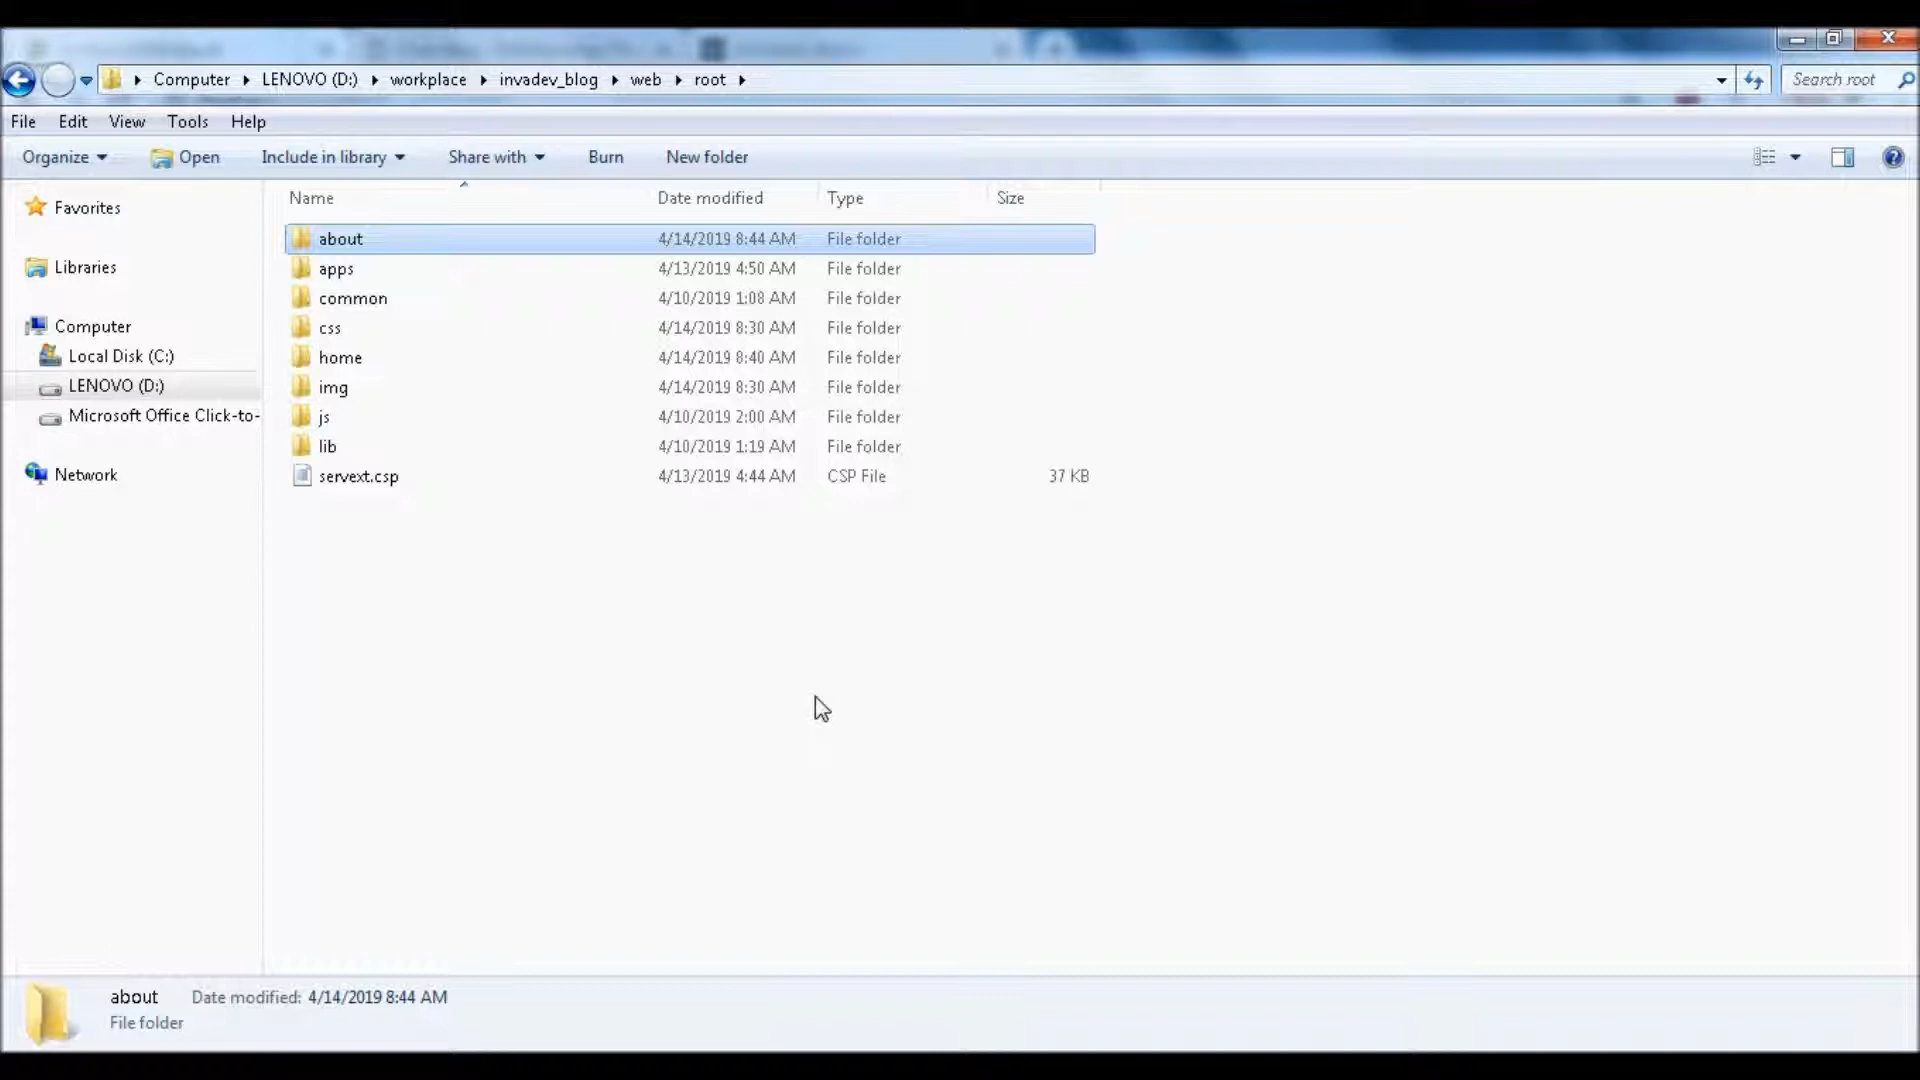 Computer LENOVO (D:) workplace invadev_blog web root Search root
File Edit View Tools Help
Organize Open Include in library Share with Burn New folder
Favorites
Libraries
Computer
Local Disk (C:)
LENOVO (D:)
Microsoft Office Click-to-
Network
Name Date modified Type Size
about 4/14/2019 8:44 AM File folder
apps 4/13/2019 4:50 AM File folder
common 4/10/2019 1:08 AM File folder
css 4/14/2019 8:30 AM File folder
home 4/14/2019 8:40 AM File folder
img 4/14/2019 8:30 AM File folder
js 4/10/2019 2:00 AM File folder
lib 4/10/2019 1:19 AM File folder
servext.csp 4/13/2019 4:44 AM CSP File 37 KB
about Date modified: 4/14/2019 8:44 AM
File folder